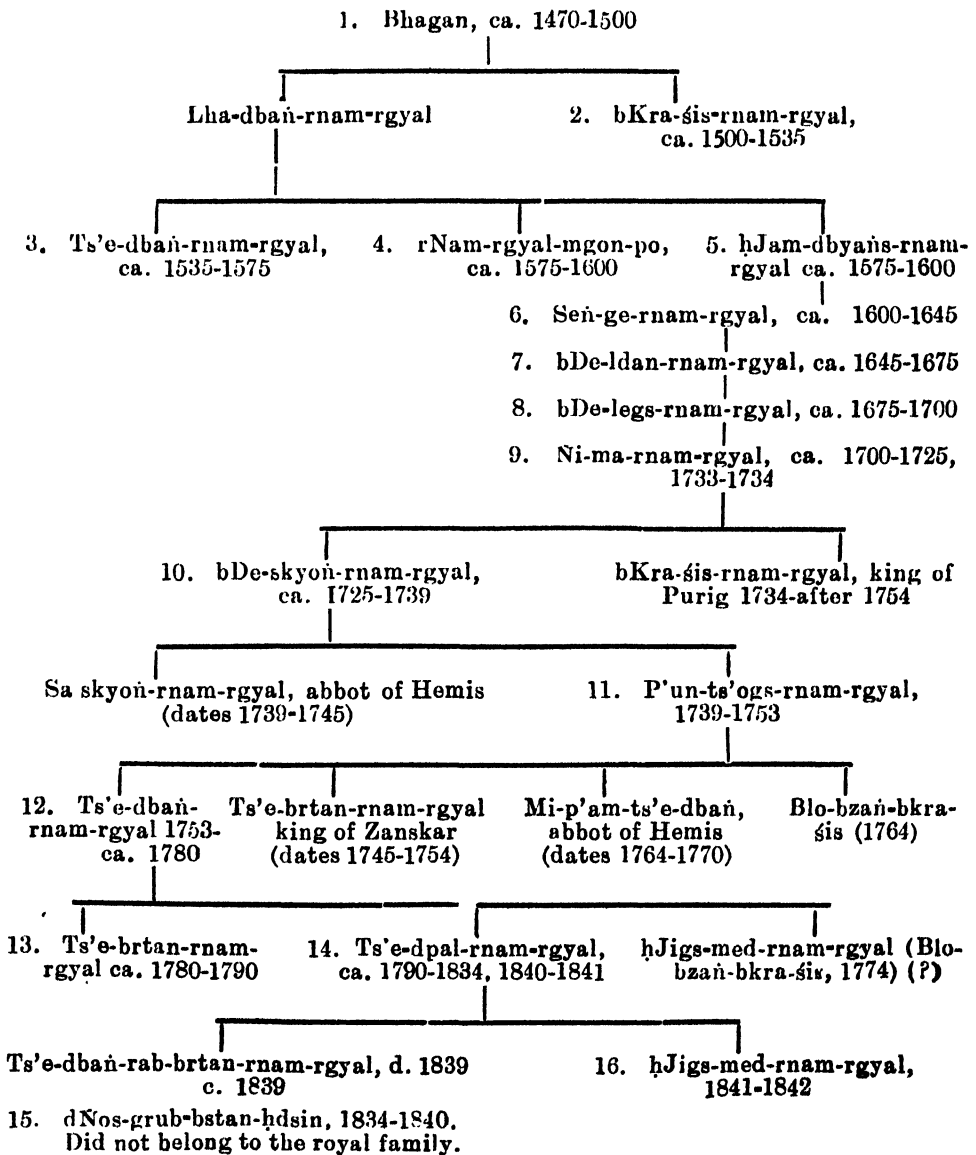 1. Bhagan, ca. 1470-1500
Lha-dbaṅ-rnam-rgyal
2. bKra-śis-rnam-rgyal,
ca. 1500-1535
3. Ts'e-dbaṅ-rnam-rgyal,
ca. 1535-1575
4. rNam-rgyal-mgon-po,
ca. 1575-1600
5. ḥJam-dbyaṅs-rnam-
rgyal ca. 1575-1600
6. Seṅ-ge-rnam-rgyal, ca. 1600-1645
7. bDe-ldan-rnam-rgyal, ca. 1645-1675
8. bDe-legs-rnam-rgyal, ca. 1675-1700
9. Ñi-ma-rnam-rgyal, ca. 1700-1725,
1733-1734
10. bDe-skyoṅ-rnam-rgyal,
ca. 1725-1739
bKra-śis-rnam-rgyal, king of
Purig 1734-after 1754
Sa skyoṅ-rnam-rgyal, abbot of Hemis
(dates 1739-1745)
11. P'un-ts'ogs-rnam-rgyal,
1739-1753
12. Ts'e-dbaṅ-
rnam-rgyal 1753-
ca. 1780
Ts'e-brtan-rnam-rgyal
king of Zanskar
(dates 1745-1754)
Mi-p'am-ts'e-dbaṅ,
abbot of Hemis
(dates 1764-1770)
Blo-bzaṅ-bkra-
śis (1764)
13. Ts'e-brtan-rnam-
rgyal ca. 1780-1790
14. Ts'e-dpal-rnam-rgyal,
ca. 1790-1834, 1840-1841
ḥJigs-med-rnam-rgyal (Blo-
bzaṅ-bkra-śis, 1774) (?)
Ts'e-dbaṅ-rab-brtan-rnam-rgyal, d. 1839
c. 1839
16. ḥJigs-med-rnam-rgyal,
1841-1842
15. dṄos-grub-bstan-ḥdsin, 1834-1840.
Did not belong to the royal family.